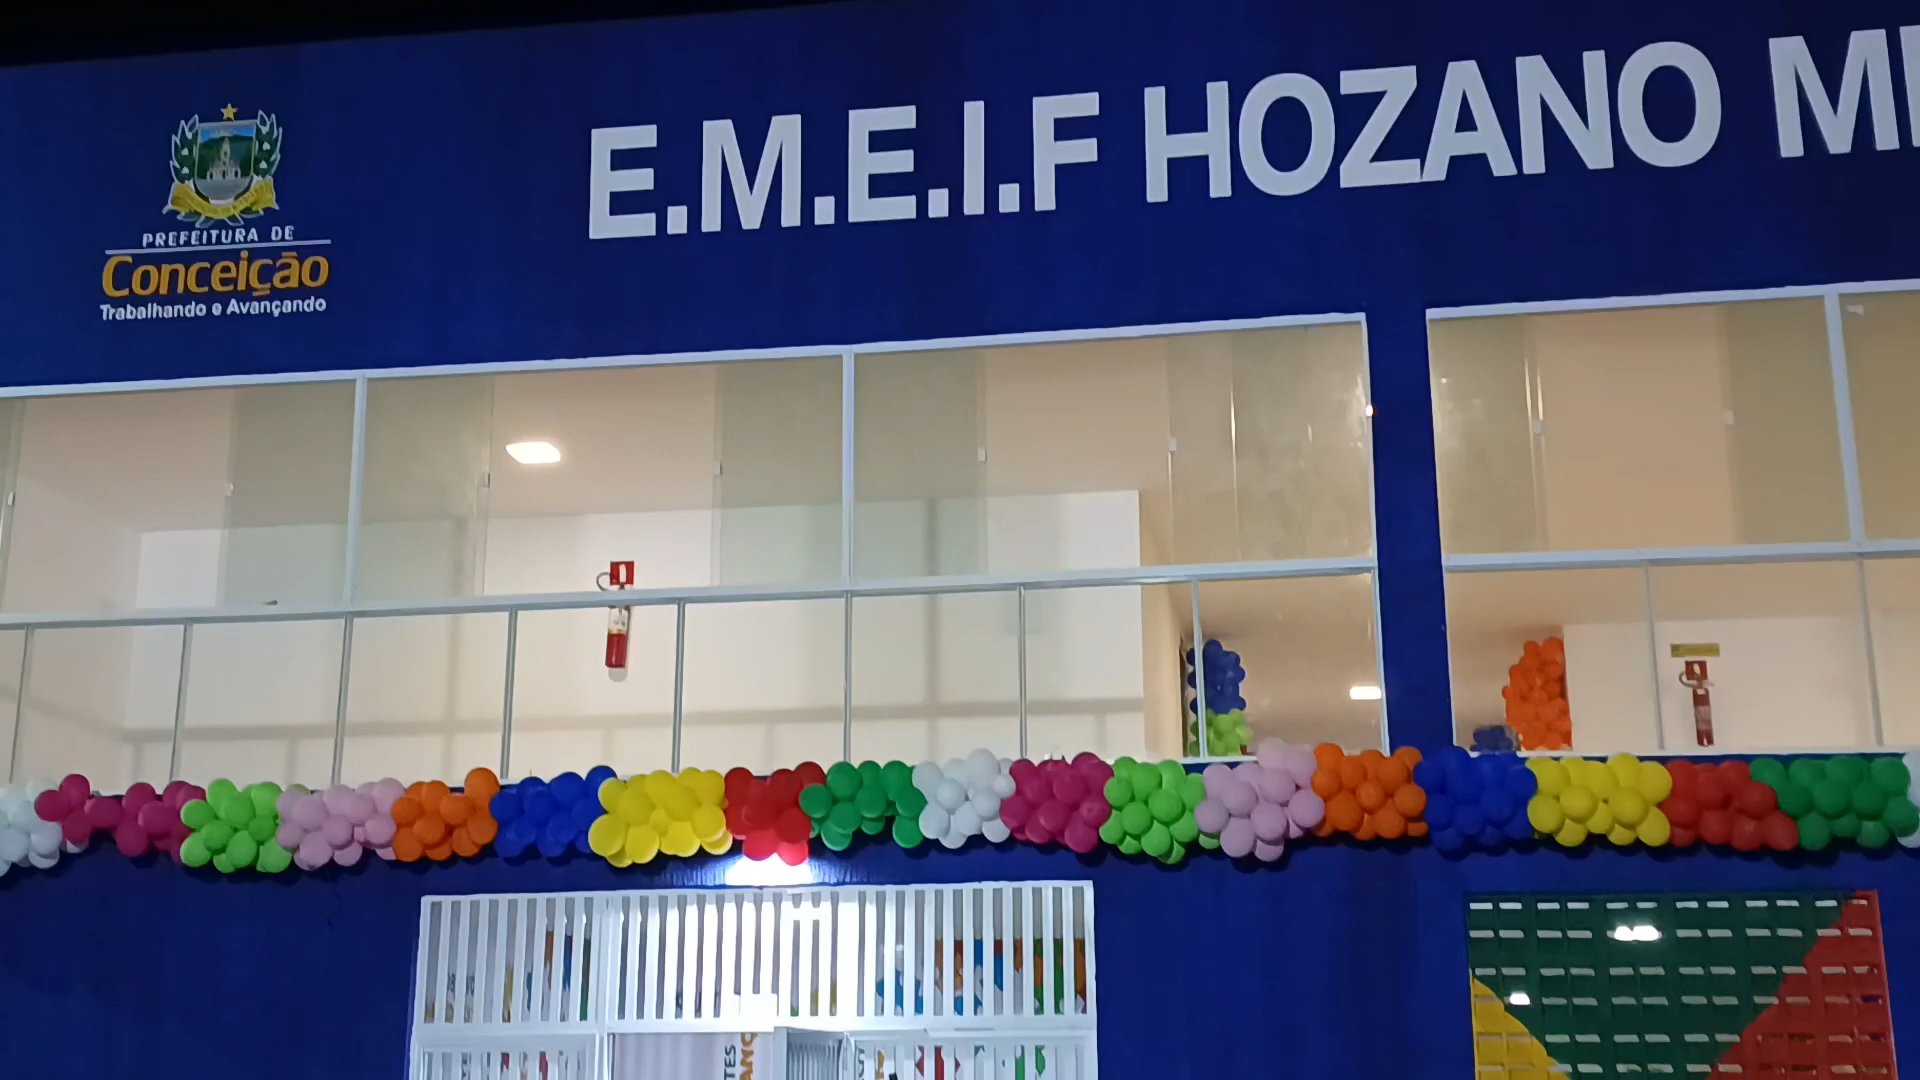 E.M.E.I.F HOZANO
PREFEITURA DE
Conceição
Trabalhando e Avançando